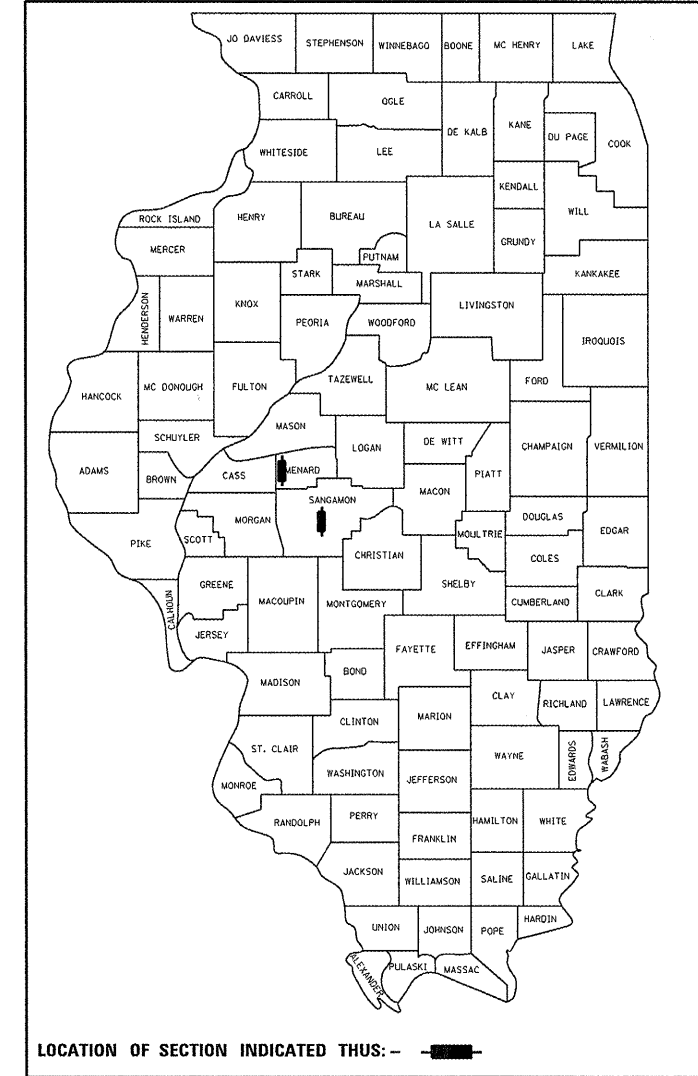 JO DAVIESS STEPHENSON WINNEBAGO BOONE MC HENRY LAKE
CARROLL OGLE DE KALB KANE DU PAGE COOK
WHITESIDE LEE
KENDALL WILL
ROCK ISLAND HENRY BUREAU LA SALLE
MERCER PUTNAM GRUNDY
STARK MARSHALL KANKAKEE
HENDERSON WARREN KNOX PEORIA WOODFORD LIVINGSTON IROQUOIS
HANCOCK MC DONOUGH FULTON TAZEWELL MC LEAN FORD
MASON
SCHUYLER LOGAN DE WITT CHAMPAIGN VERMILION
ADAMS BROWN CASS MENARD PIATT
SANGAMON MACON
PIKE SCOTT MORGAN MOULTRIE DOUGLAS EDGAR
CHRISTIAN COLES
GREENE SHELBY
CALHOUN MACOUPIN MONTGOMERY CUMBERLAND CLARK
JERSEY
FAYETTE EFFINGHAM JASPER CRAWFORD
MADISON BOND
CLAY RICHLAND LAWRENCE
CLINTON MARION
ST. CLAIR WAYNE EDWARDS WABASH
WASHINGTON JEFFERSON
MONROE
RANDOLPH PERRY HAMILTON WHITE
FRANKLIN
JACKSON WILLIAMSON SALINE GALLATIN
UNION JOHNSON POPE HARDIN
ALEXANDER PULASKI MASSAC
LOCATION OF SECTION INDICATED THUS: –